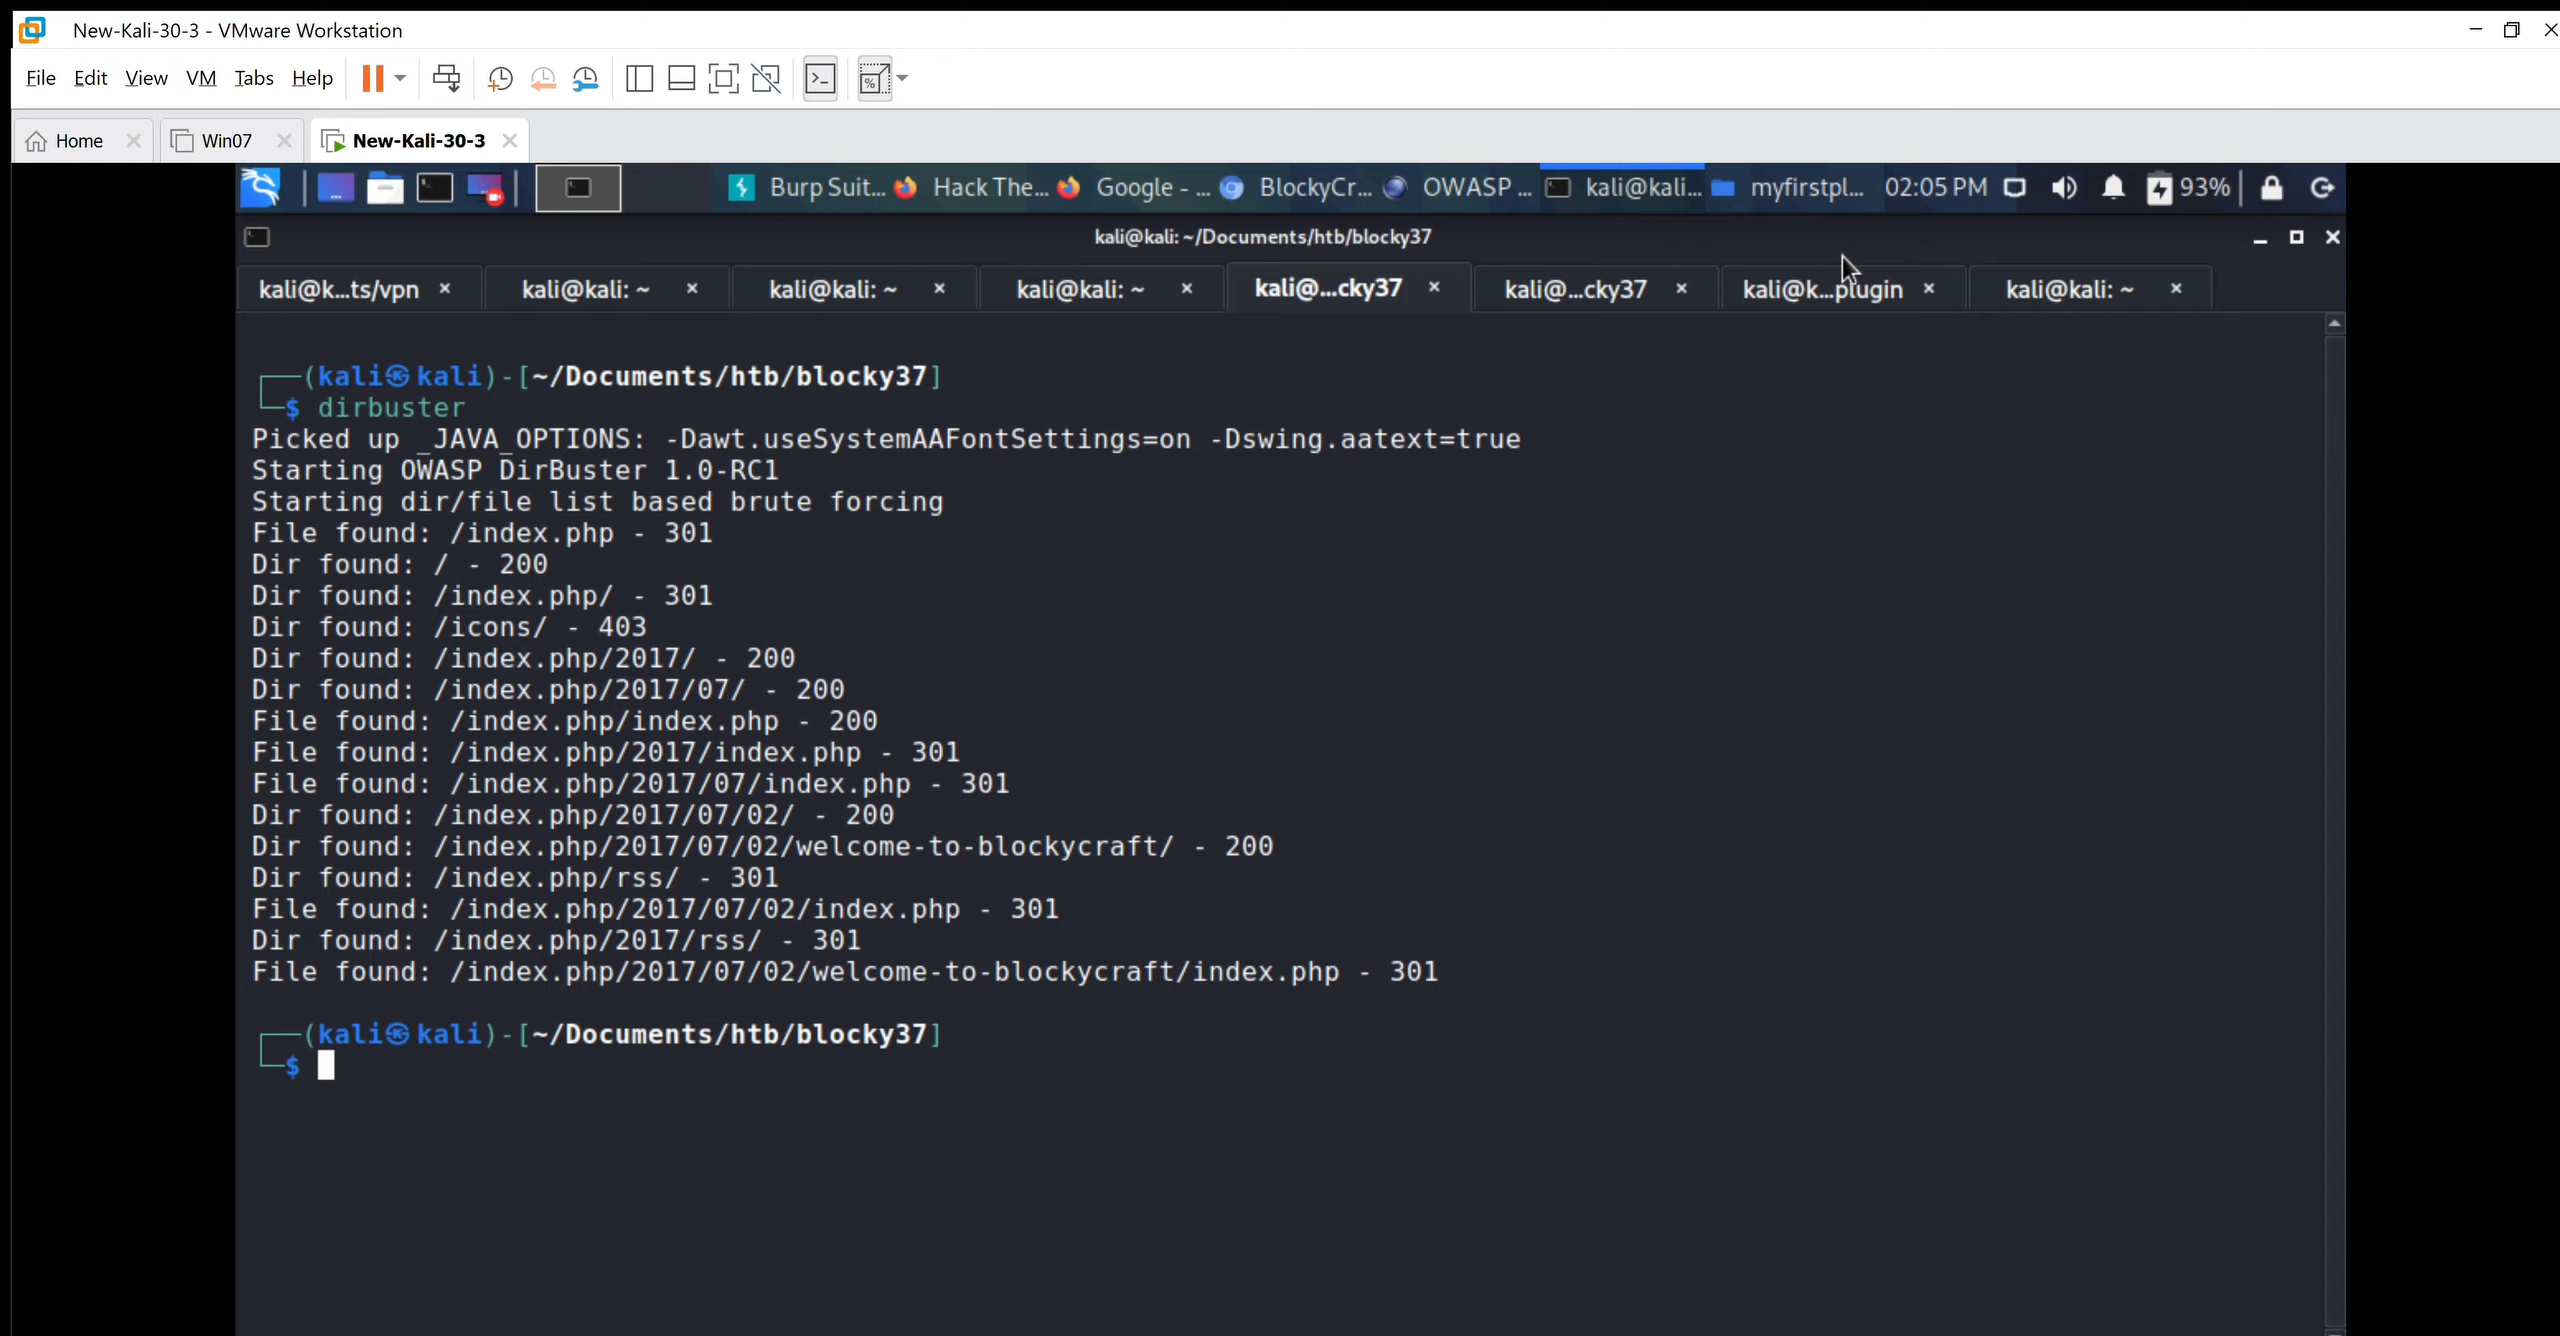 New-Kali-30-3 - VMware Workstation
File Edit View VM Tabs Help
Home Win07 New-Kali-30-3
Burp Suit... Hack The... Google - ... BlockyCr... OWASP ... kali@kali... myfirstpl... 02:05 PM 93%
kali@kali: ~/Documents/htb/blocky37
kali@k...ts/vpn kali@kali: ~ kali@kali: ~ kali@kali: ~ kali@...cky37 kali@...cky37 kali@k...plugin kali@kali: ~
┌──(kali㉿kali)-[~/Documents/htb/blocky37]
└─$ dirbuster
Picked up _JAVA_OPTIONS: -Dawt.useSystemAAFontSettings=on -Dswing.aatext=true
Starting OWASP DirBuster 1.0-RC1
Starting dir/file list based brute forcing
File found: /index.php - 301
Dir found: / - 200
Dir found: /index.php/ - 301
Dir found: /icons/ - 403
Dir found: /index.php/2017/ - 200
Dir found: /index.php/2017/07/ - 200
File found: /index.php/index.php - 200
File found: /index.php/2017/index.php - 301
File found: /index.php/2017/07/index.php - 301
Dir found: /index.php/2017/07/02/ - 200
Dir found: /index.php/2017/07/02/welcome-to-blockycraft/ - 200
Dir found: /index.php/rss/ - 301
File found: /index.php/2017/07/02/index.php - 301
Dir found: /index.php/2017/rss/ - 301
File found: /index.php/2017/07/02/welcome-to-blockycraft/index.php - 301
┌──(kali㉿kali)-[~/Documents/htb/blocky37]
└─$